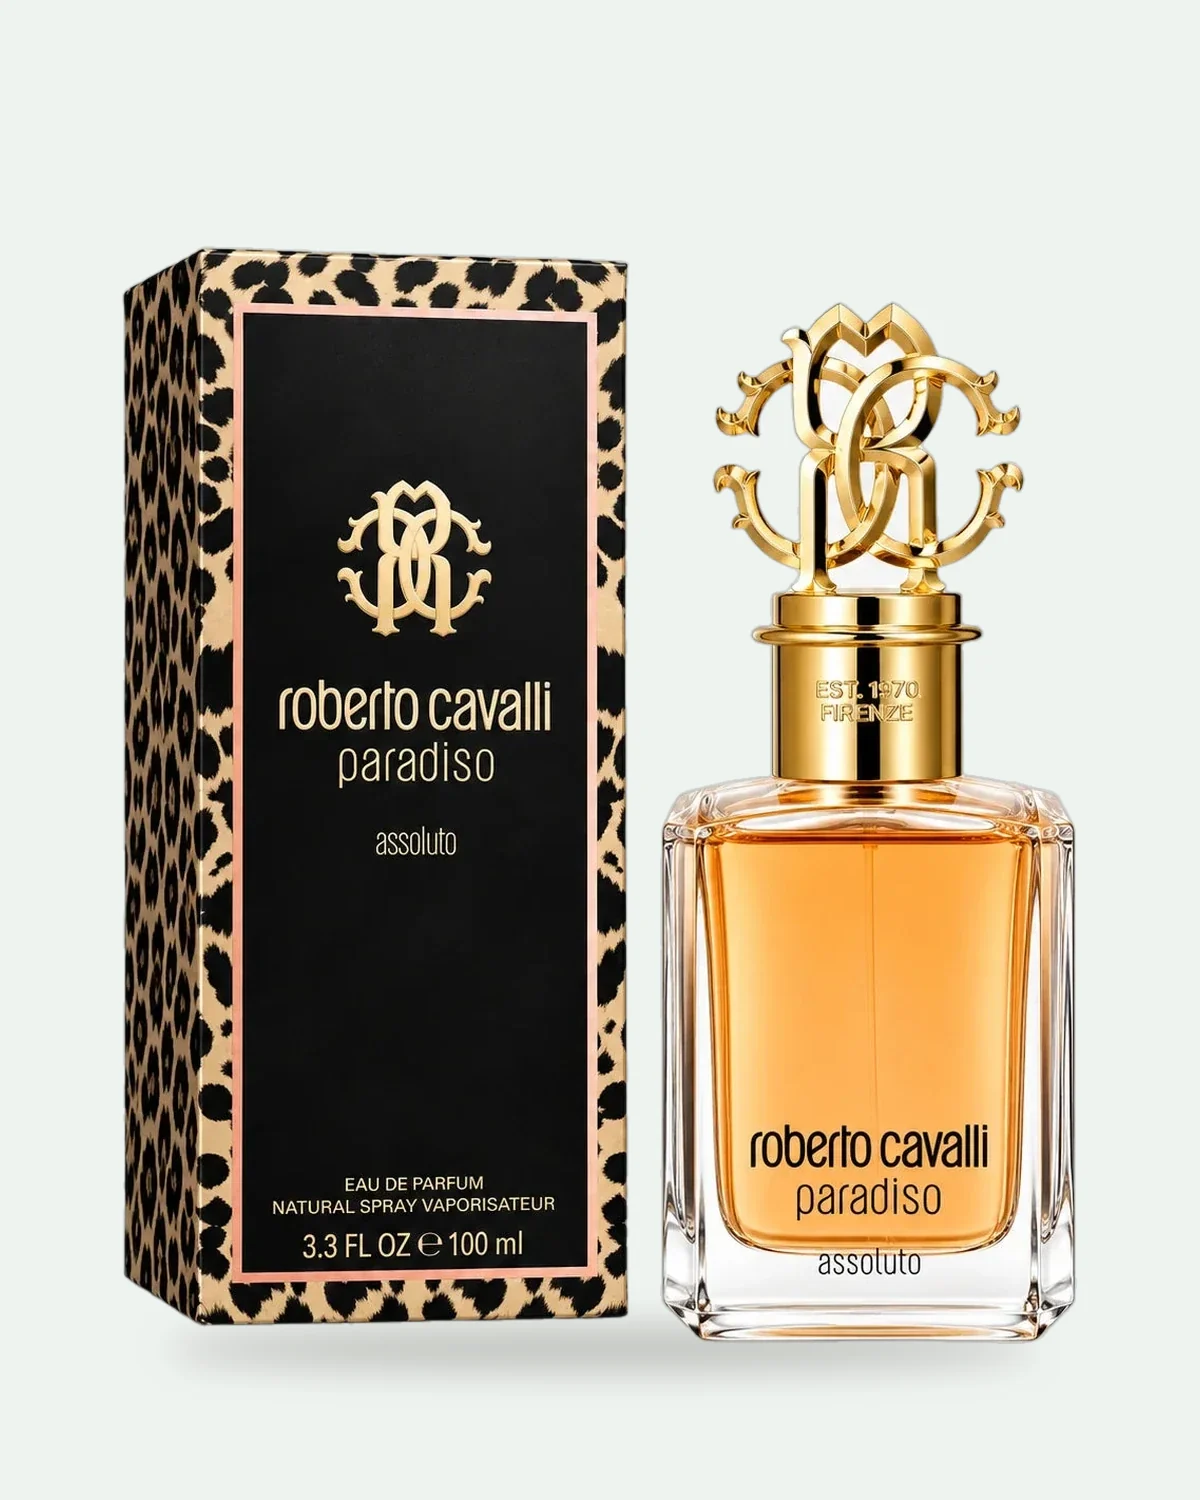 roberto cavalli
paradiso
assoluto
EAU DE PARFUM
NATURAL SPRAY VAPORISATEUR
3.3 FL OZ ℮ 100 ml
EST. 1970
FIRENZE
roberto cavalli
paradiso
assoluto